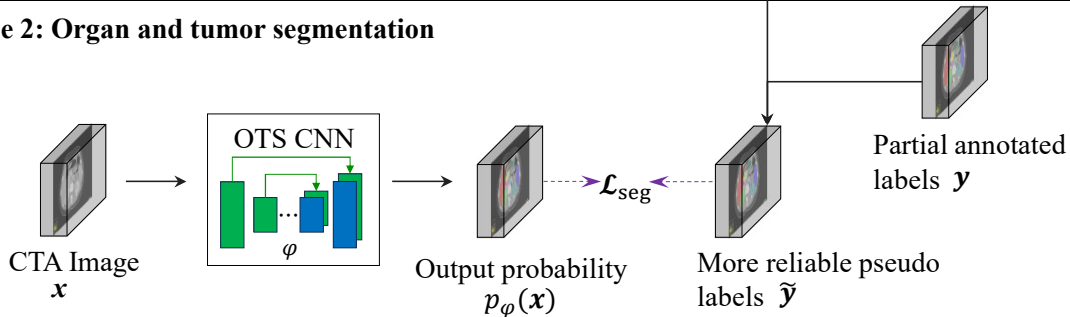 e 2: Organ and tumor segmentation
OTS CNN
...
φ
CTA Image
x
Output probability
p_φ(x)
ℒ_seg
More reliable pseudo
labels ỹ
Partial annotated
labels y